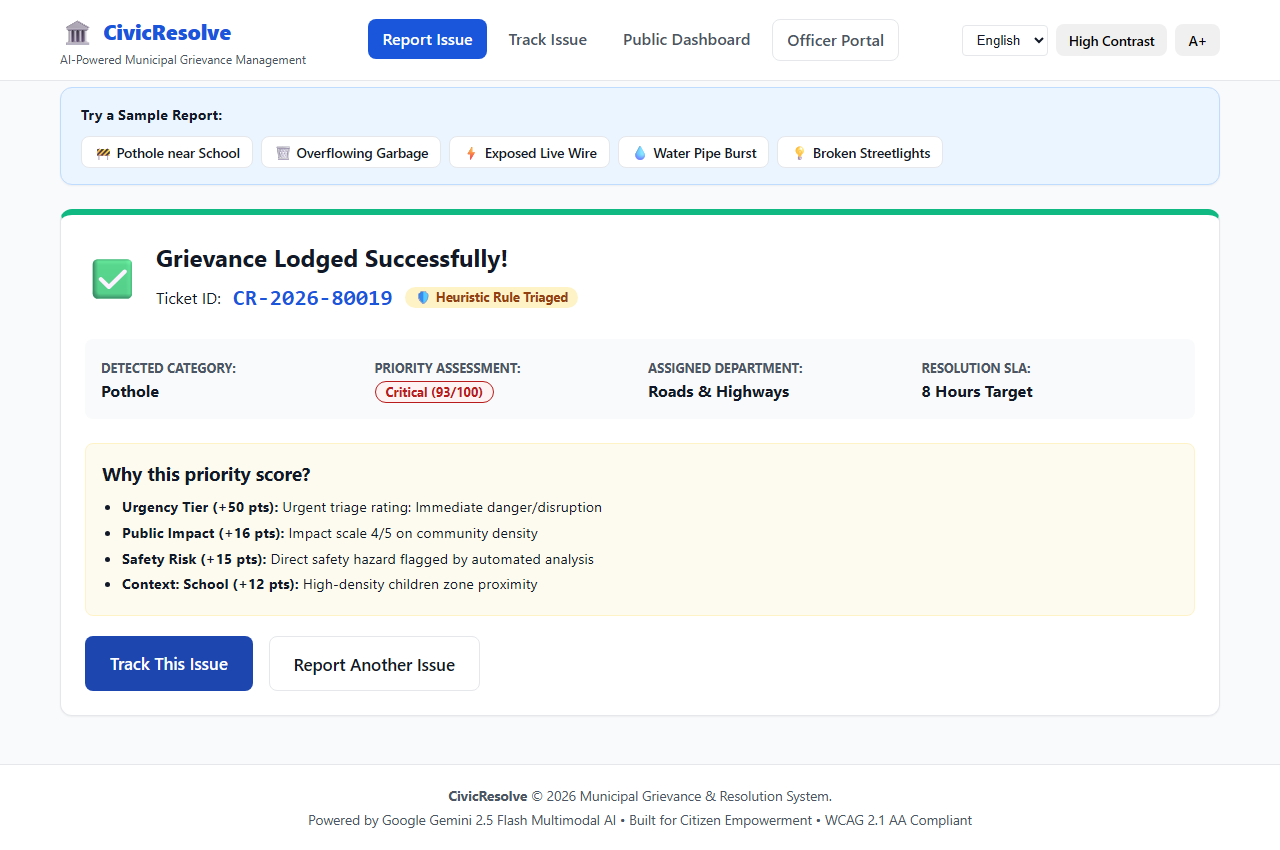 CivicResolve
AI-Powered Municipal Grievance Management
Report Issue
Track Issue
Public Dashboard
Officer Portal
English
High Contrast
A+
Try a Sample Report:
Pothole near School
Overflowing Garbage
Exposed Live Wire
Water Pipe Burst
Broken Streetlights
Grievance Lodged Successfully!
Ticket ID: CR-2026-80019 Heuristic Rule Triaged
DETECTED CATEGORY:
Pothole
PRIORITY ASSESSMENT:
Critical (93/100)
ASSIGNED DEPARTMENT:
Roads & Highways
RESOLUTION SLA:
8 Hours Target
Why this priority score?
• Urgency Tier (+50 pts): Urgent triage rating: Immediate danger/disruption
• Public Impact (+16 pts): Impact scale 4/5 on community density
• Safety Risk (+15 pts): Direct safety hazard flagged by automated analysis
• Context: School (+12 pts): High-density children zone proximity
Track This Issue
Report Another Issue
CivicResolve © 2026 Municipal Grievance & Resolution System.
Powered by Google Gemini 2.5 Flash Multimodal AI • Built for Citizen Empowerment • WCAG 2.1 AA Compliant